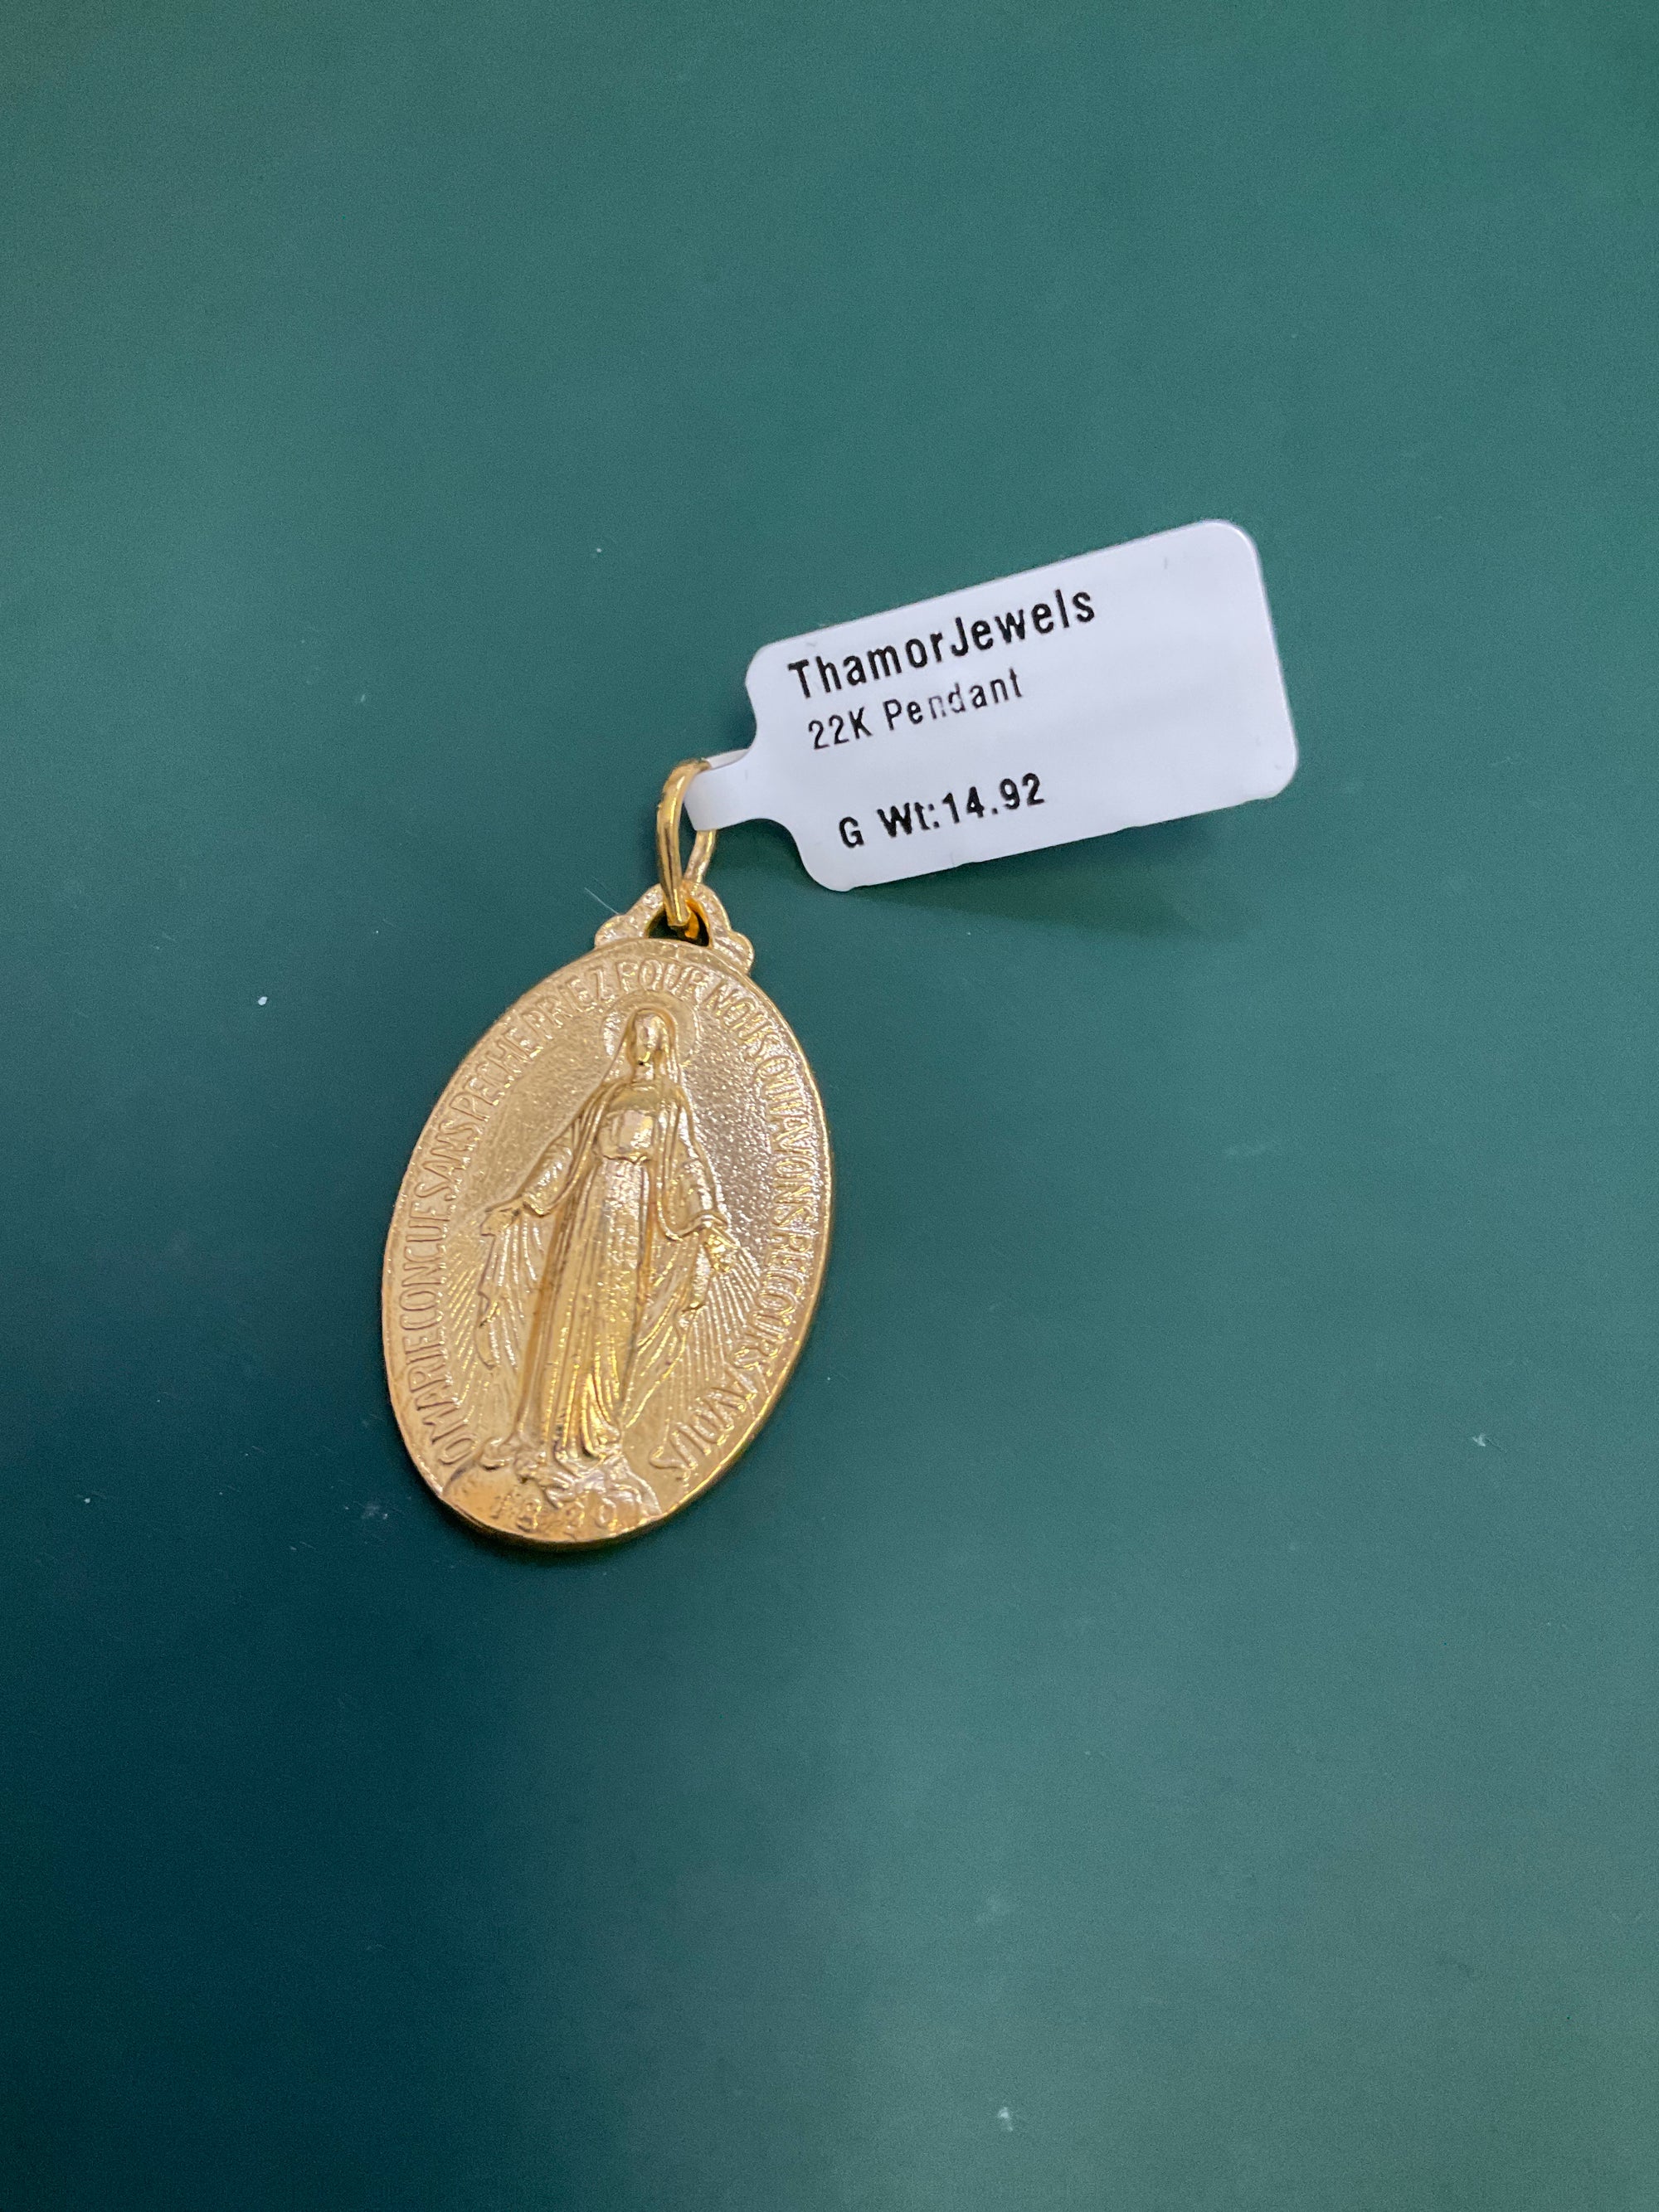 ThamorJewels
22K Pendant
G Wt:14.92
O MARIE CONCUE SANS PECHE PRIEZ POUR NOUS QUI AVONS RECOURS A VOUS
1830